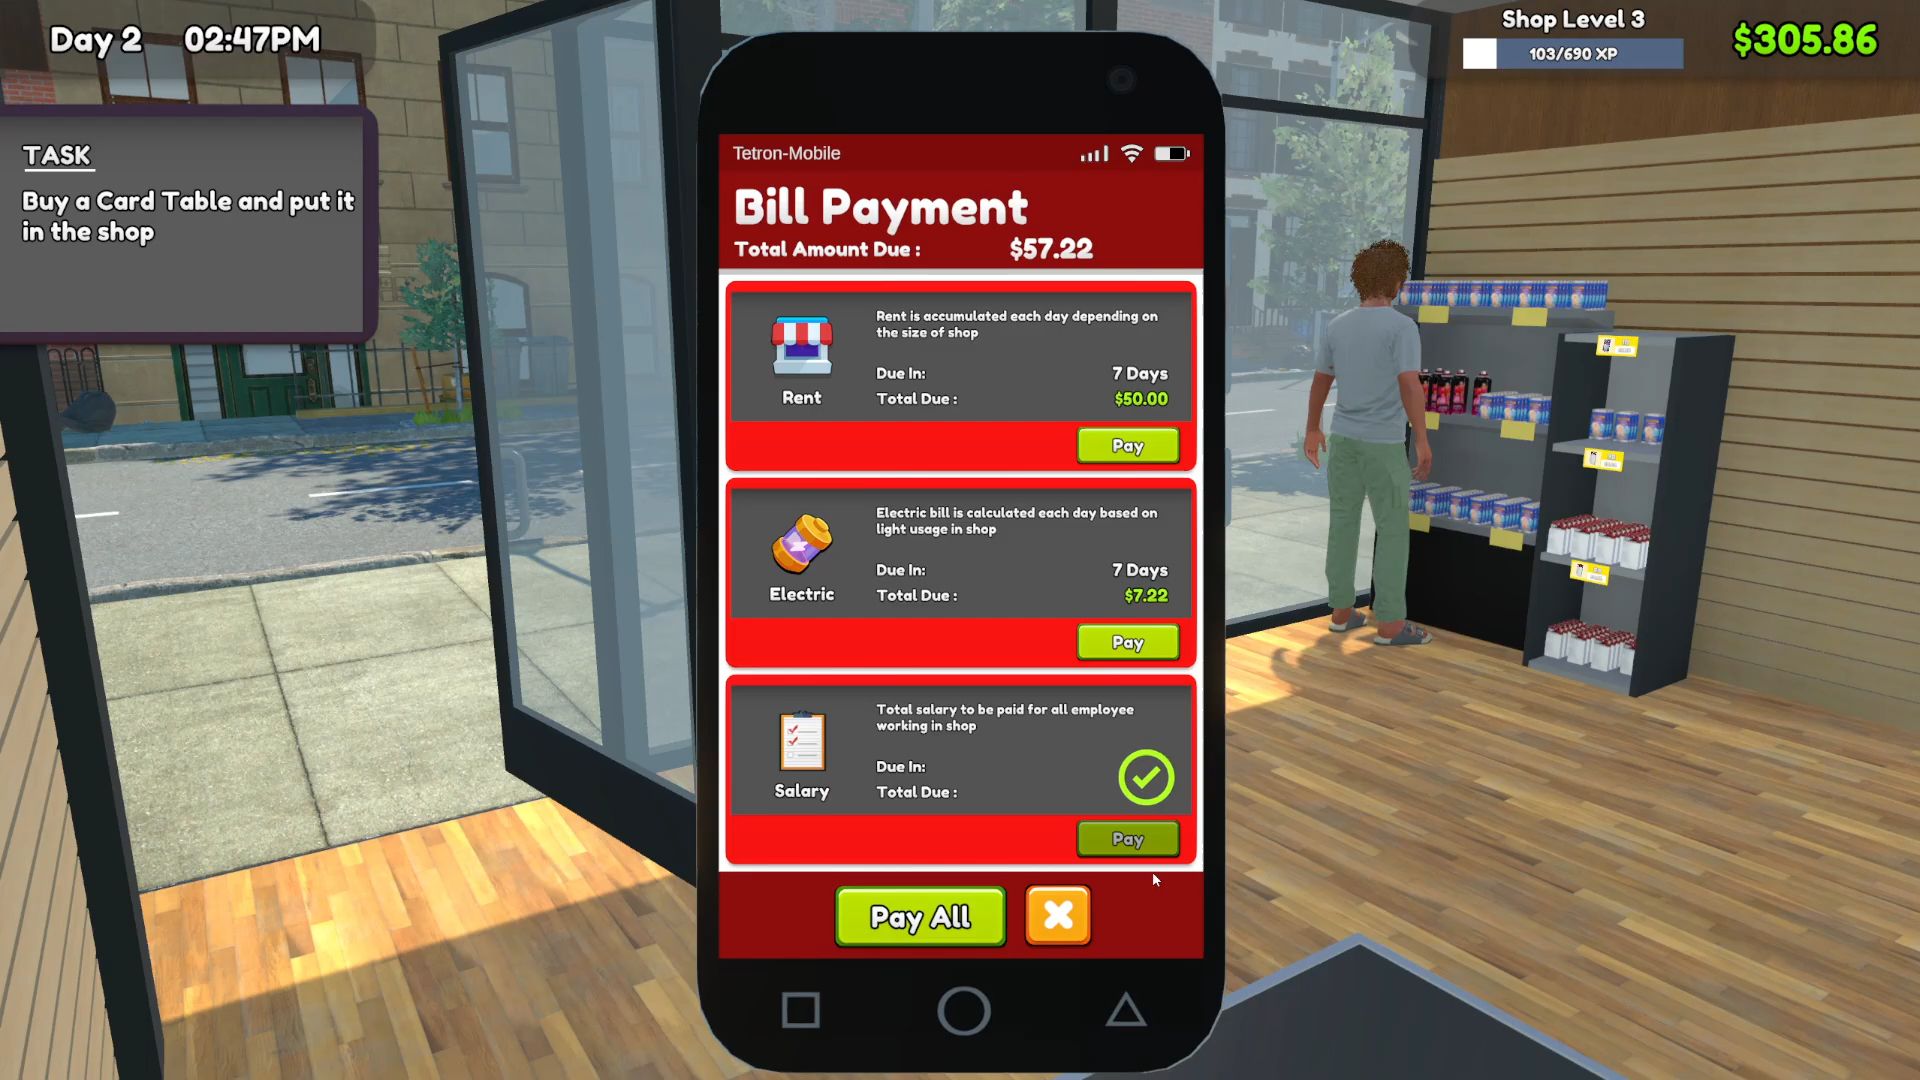 Day 2 02:47PM
Shop Level 3
103/690 XP
$305.86
TASK
Buy a Card Table and put it
in the shop
Tetron-Mobile
Bill Payment
Total Amount Due : $57.22
Rent is accumulated each day depending on
the size of shop
Due In: 7 Days
Total Due : $50.00
Rent
Pay
Electric bill is calculated each day based on
light usage in shop
Due In: 7 Days
Total Due : $7.22
Electric
Pay
Total salary to be paid for all employee
working in shop
Due In:
Total Due :
Salary
Pay
Pay All